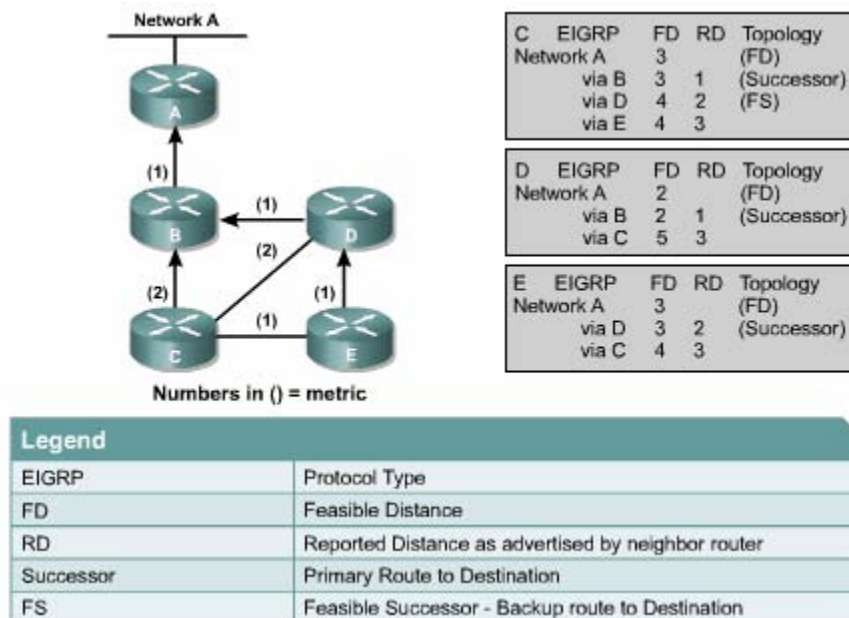 Network A
A
(1)
B
(1)
D
(2)
(2)
(1)
C
(1)
E
Numbers in () = metric
C EIGRP FD RD Topology
Network A 3 (FD)
via B 3 1 (Successor)
via D 4 2 (FS)
via E 4 3
D EIGRP FD RD Topology
Network A 2 (FD)
via B 2 1 (Successor)
via C 5 3
E EIGRP FD RD Topology
Network A 3 (FD)
via D 3 2 (Successor)
via C 4 3
Legend
EIGRP Protocol Type
FD Feasible Distance
RD Reported Distance as advertised by neighbor router
Successor Primary Route to Destination
FS Feasible Successor - Backup route to Destination